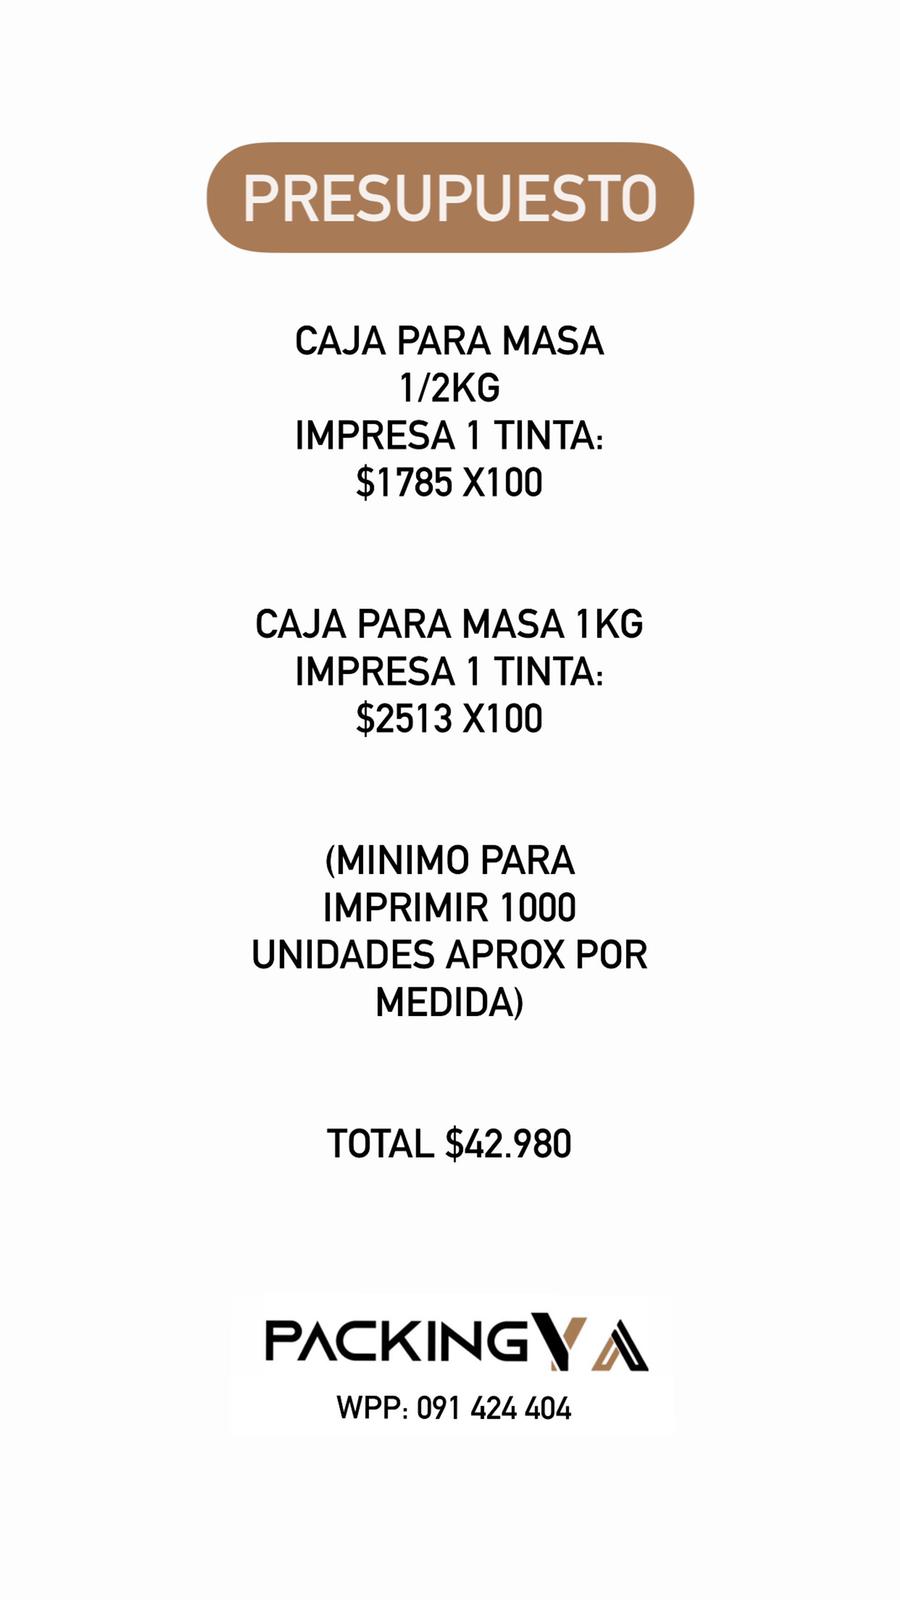 PRESUPUESTO
CAJA PARA MASA
1/2KG
IMPRESA 1 TINTA:
$1785 X100
CAJA PARA MASA 1KG
IMPRESA 1 TINTA:
$2513 X100
(MINIMO PARA
IMPRIMIR 1000
UNIDADES APROX POR
MEDIDA)
TOTAL $42.980
PACKINGYA
WPP: 091 424 404